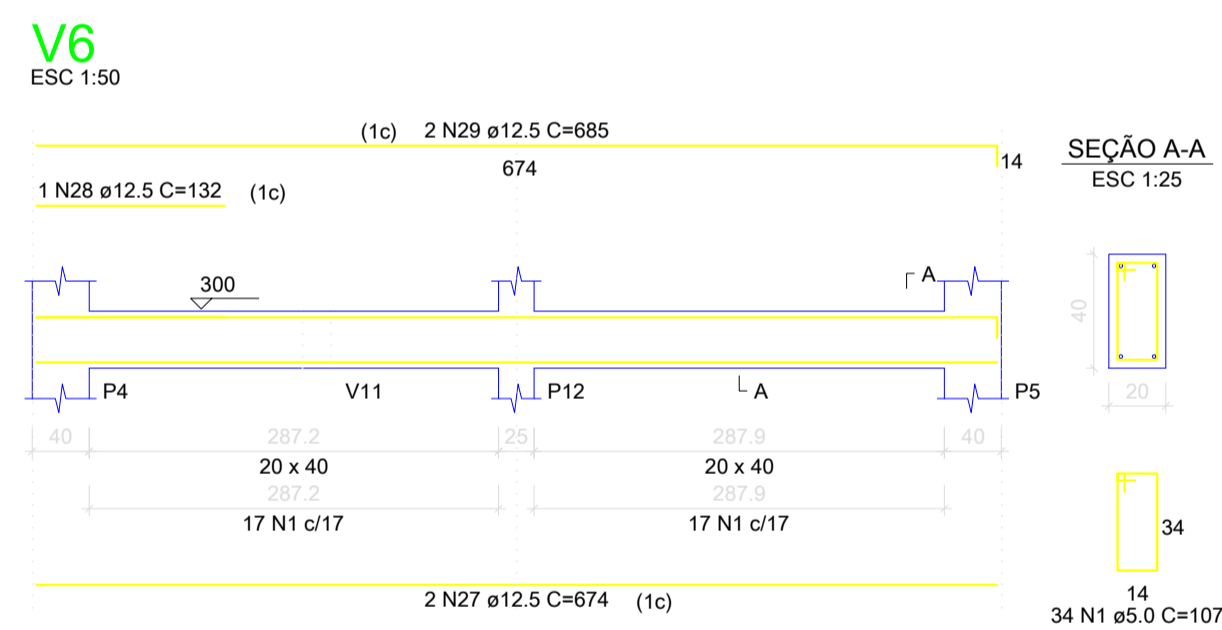 V6
ESC 1:50
(1c) 2 N29 ø12.5 C=685
674
14
1 N28 ø12.5 C=132 (1c)
SEÇÃO A-A
ESC 1:25
300
A
40
P4
V11
P12
A
P5
20
40
287.2
25
287.9
40
20 x 40
20 x 40
287.2
287.9
17 N1 c/17
17 N1 c/17
34
14
2 N27 ø12.5 C=674 (1c)
34 N1 ø5.0 C=107